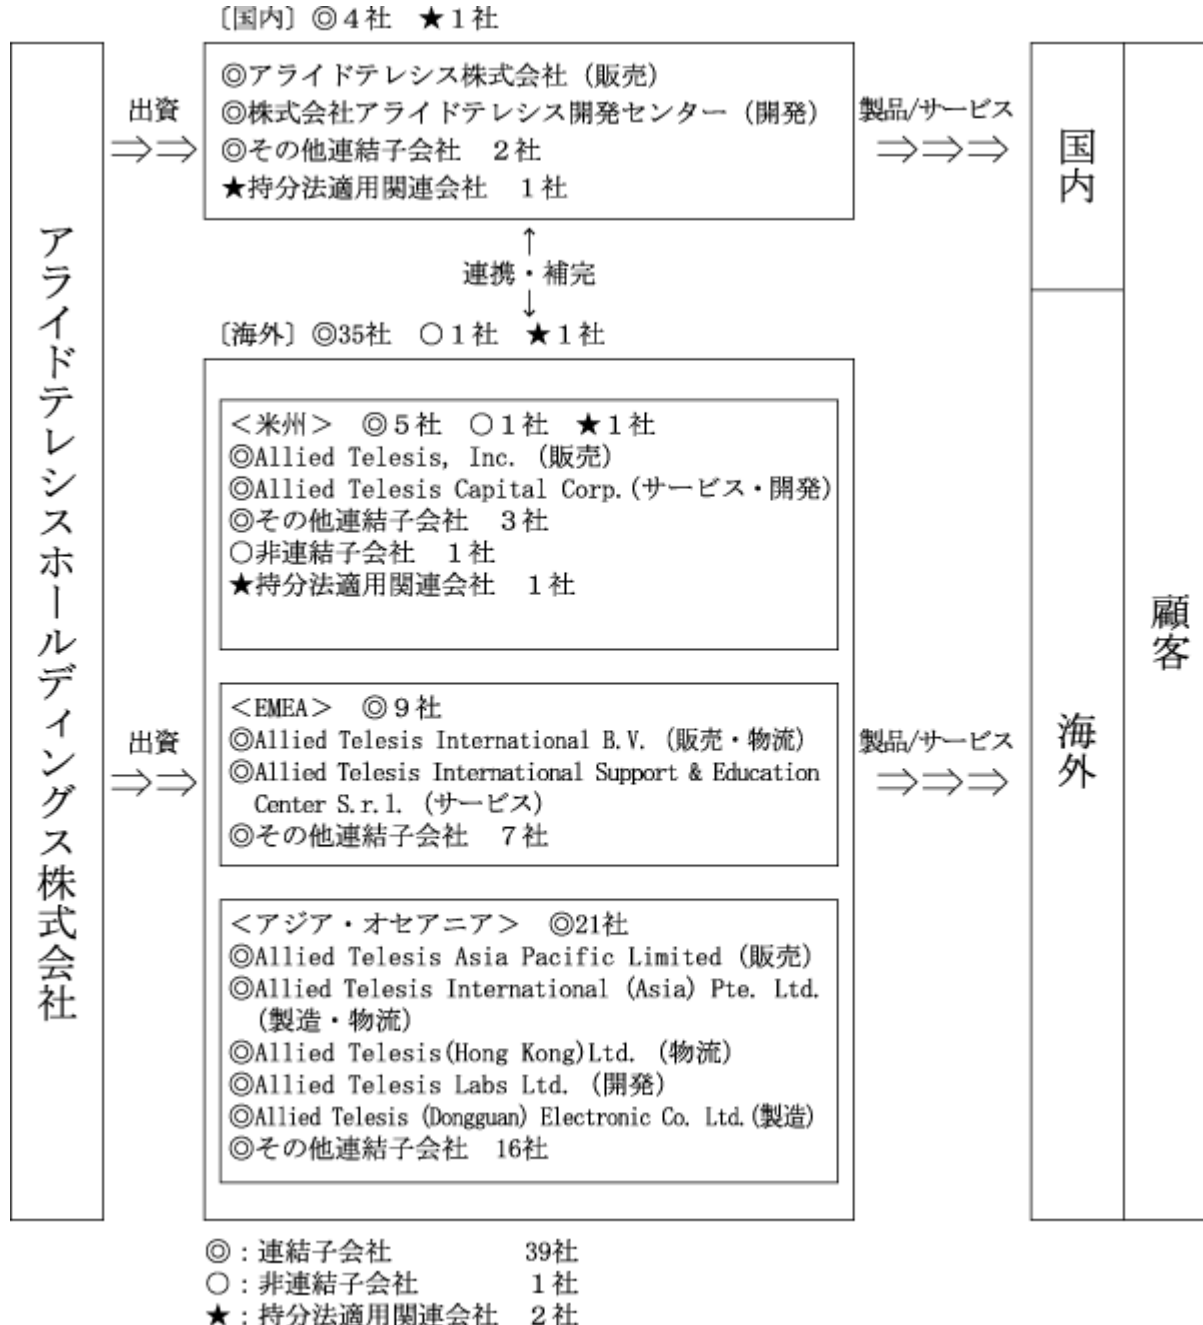 〔国内〕◎４社　★１社
◎アライドテレシス株式会社（販売）
◎株式会社アライドテレシス開発センター（開発）
◎その他連結子会社　２社
★持分法適用関連会社　１社
出資
⇒⇒
製品/サービス
⇒⇒⇒
国内
↑
連携・補完
↓
アライドテレシスホールディングス株式会社
〔海外〕◎35社　○１社　★１社
＜米州＞　◎５社　○１社　★１社
◎Allied Telesis, Inc.（販売）
◎Allied Telesis Capital Corp.(サービス・開発)
◎その他連結子会社　３社
○非連結子会社　１社
★持分法適用関連会社　１社
顧客
＜EMEA＞　◎９社
◎Allied Telesis International B.V.（販売・物流）
◎Allied Telesis International Support & Education
Center S.r.l.（サービス）
◎その他連結子会社　７社
出資
⇒⇒
製品/サービス
⇒⇒⇒
海外
＜アジア・オセアニア＞　◎21社
◎Allied Telesis Asia Pacific Limited（販売）
◎Allied Telesis International (Asia) Pte. Ltd.
（製造・物流）
◎Allied Telesis(Hong Kong)Ltd.（物流）
◎Allied Telesis Labs Ltd.（開発）
◎Allied Telesis (Dongguan) Electronic Co. Ltd.(製造)
◎その他連結子会社　16社
◎：連結子会社　39社
○：非連結子会社　１社
★：持分法適用関連会社　２社